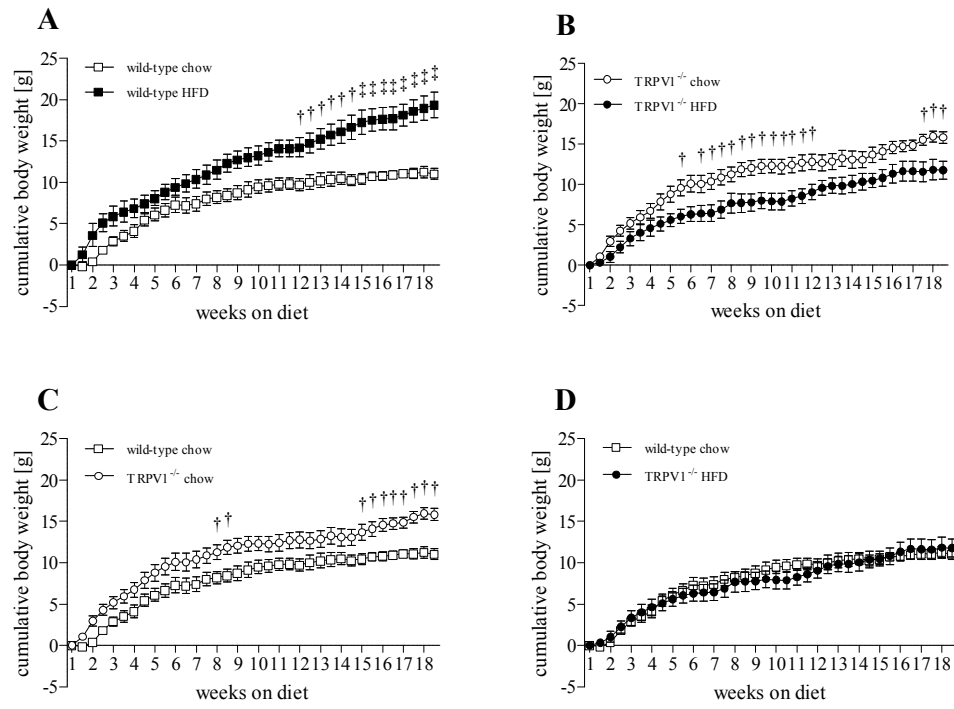 A
25
wild-type chow
wild-type HFD
††††††‡‡‡‡‡‡‡‡
20
15
10
5
0
-5
1 2 3 4 5 6 7 8 9 10 11 12 13 14 15 16 17 18
cumulative body weight [g]
weeks on diet
B
25
TRPV1-/- chow
TRPV1-/- HFD
20
†
†††††††††††††
†††
15
10
5
0
-5
1 2 3 4 5 6 7 8 9 10 11 12 13 14 15 16 17 18
cumulative body weight [g]
weeks on diet
C
25
wild-type chow
TRPV1-/- chow
20
††
††††††††
15
10
5
0
-5
1 2 3 4 5 6 7 8 9 10 11 12 13 14 15 16 17 18
cumulative body weight [g]
weeks on diet
D
25
wild-type chow
TRPV1-/- HFD
20
15
10
5
0
-5
1 2 3 4 5 6 7 8 9 10 11 12 13 14 15 16 17 18
cumulative body weight [g]
weeks on diet